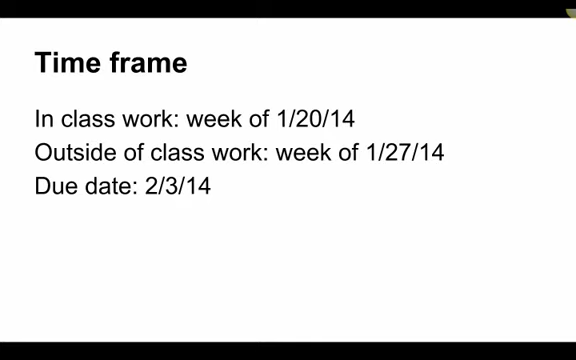 Time frame
In class work: week of 1/20/14
Outside of class work: week of 1/27/14
Due date: 2/3/14